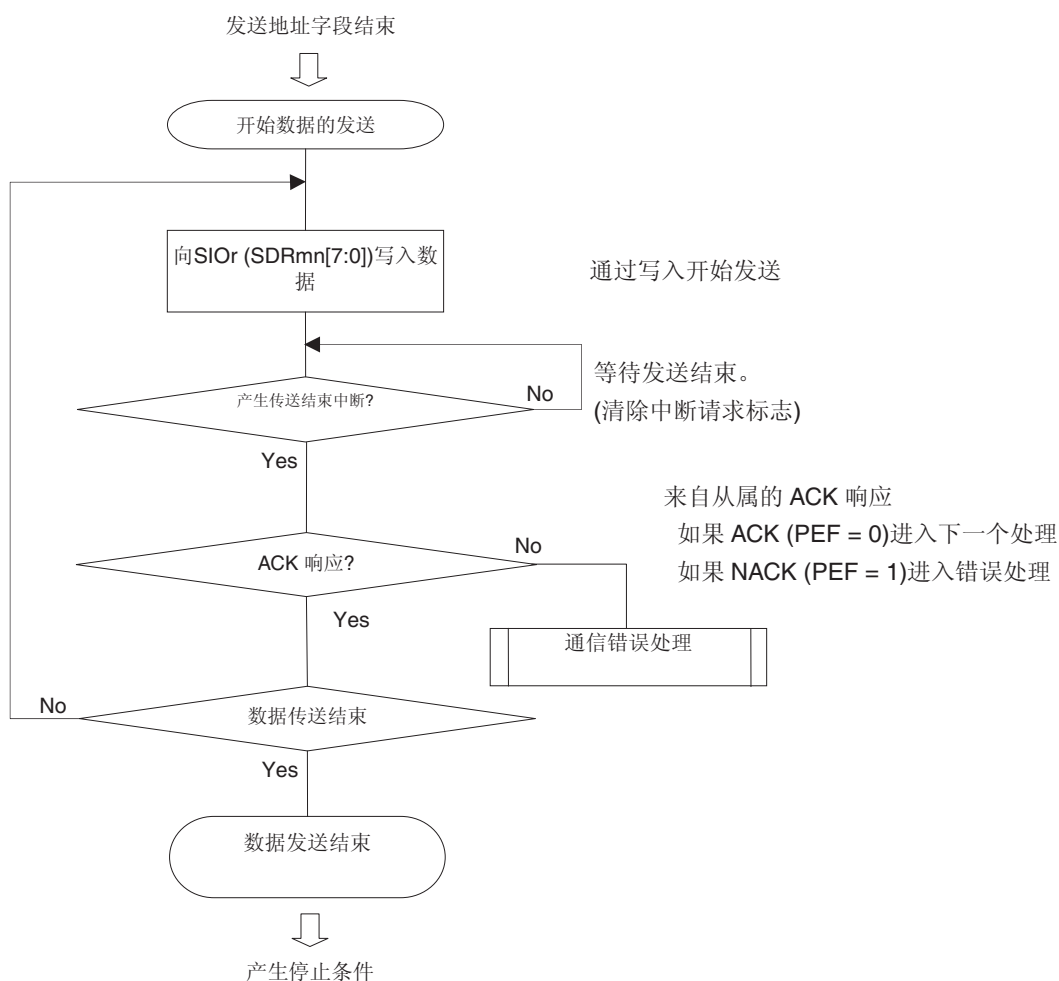 发送地址字段结束
开始数据的发送
向SIOr (SDRmn[7:0])写入数
据
通过写入开始发送
等待发送结束。
(清除中断请求标志)
产生传送结束中断?
No
Yes
来自从属的 ACK 响应
如果 ACK (PEF = 0)进入下一个处理
如果 NACK (PEF = 1)进入错误处理
ACK 响应?
No
Yes
通信错误处理
No
数据传送结束
Yes
数据发送结束
产生停止条件